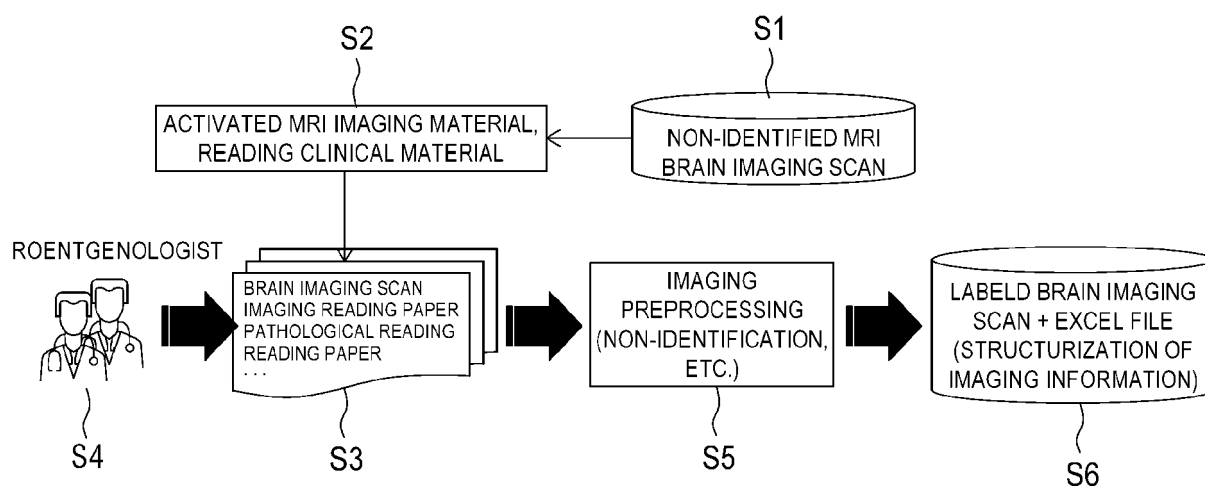 S2
S1
ACTIVATED MRI IMAGING MATERIAL,
READING CLINICAL MATERIAL
NON-IDENTIFIED MRI
BRAIN IMAGING SCAN
ROENTGENOLOGIST
BRAIN IMAGING SCAN
IMAGING READING PAPER
PATHOLOGICAL READING
READING PAPER
...
IMAGING
PREPROCESSING
(NON-IDENTIFICATION,
ETC.)
LABELD BRAIN IMAGING
SCAN + EXCEL FILE
(STRUCTURIZATION OF
IMAGING INFORMATION)
S4
S3
S5
S6